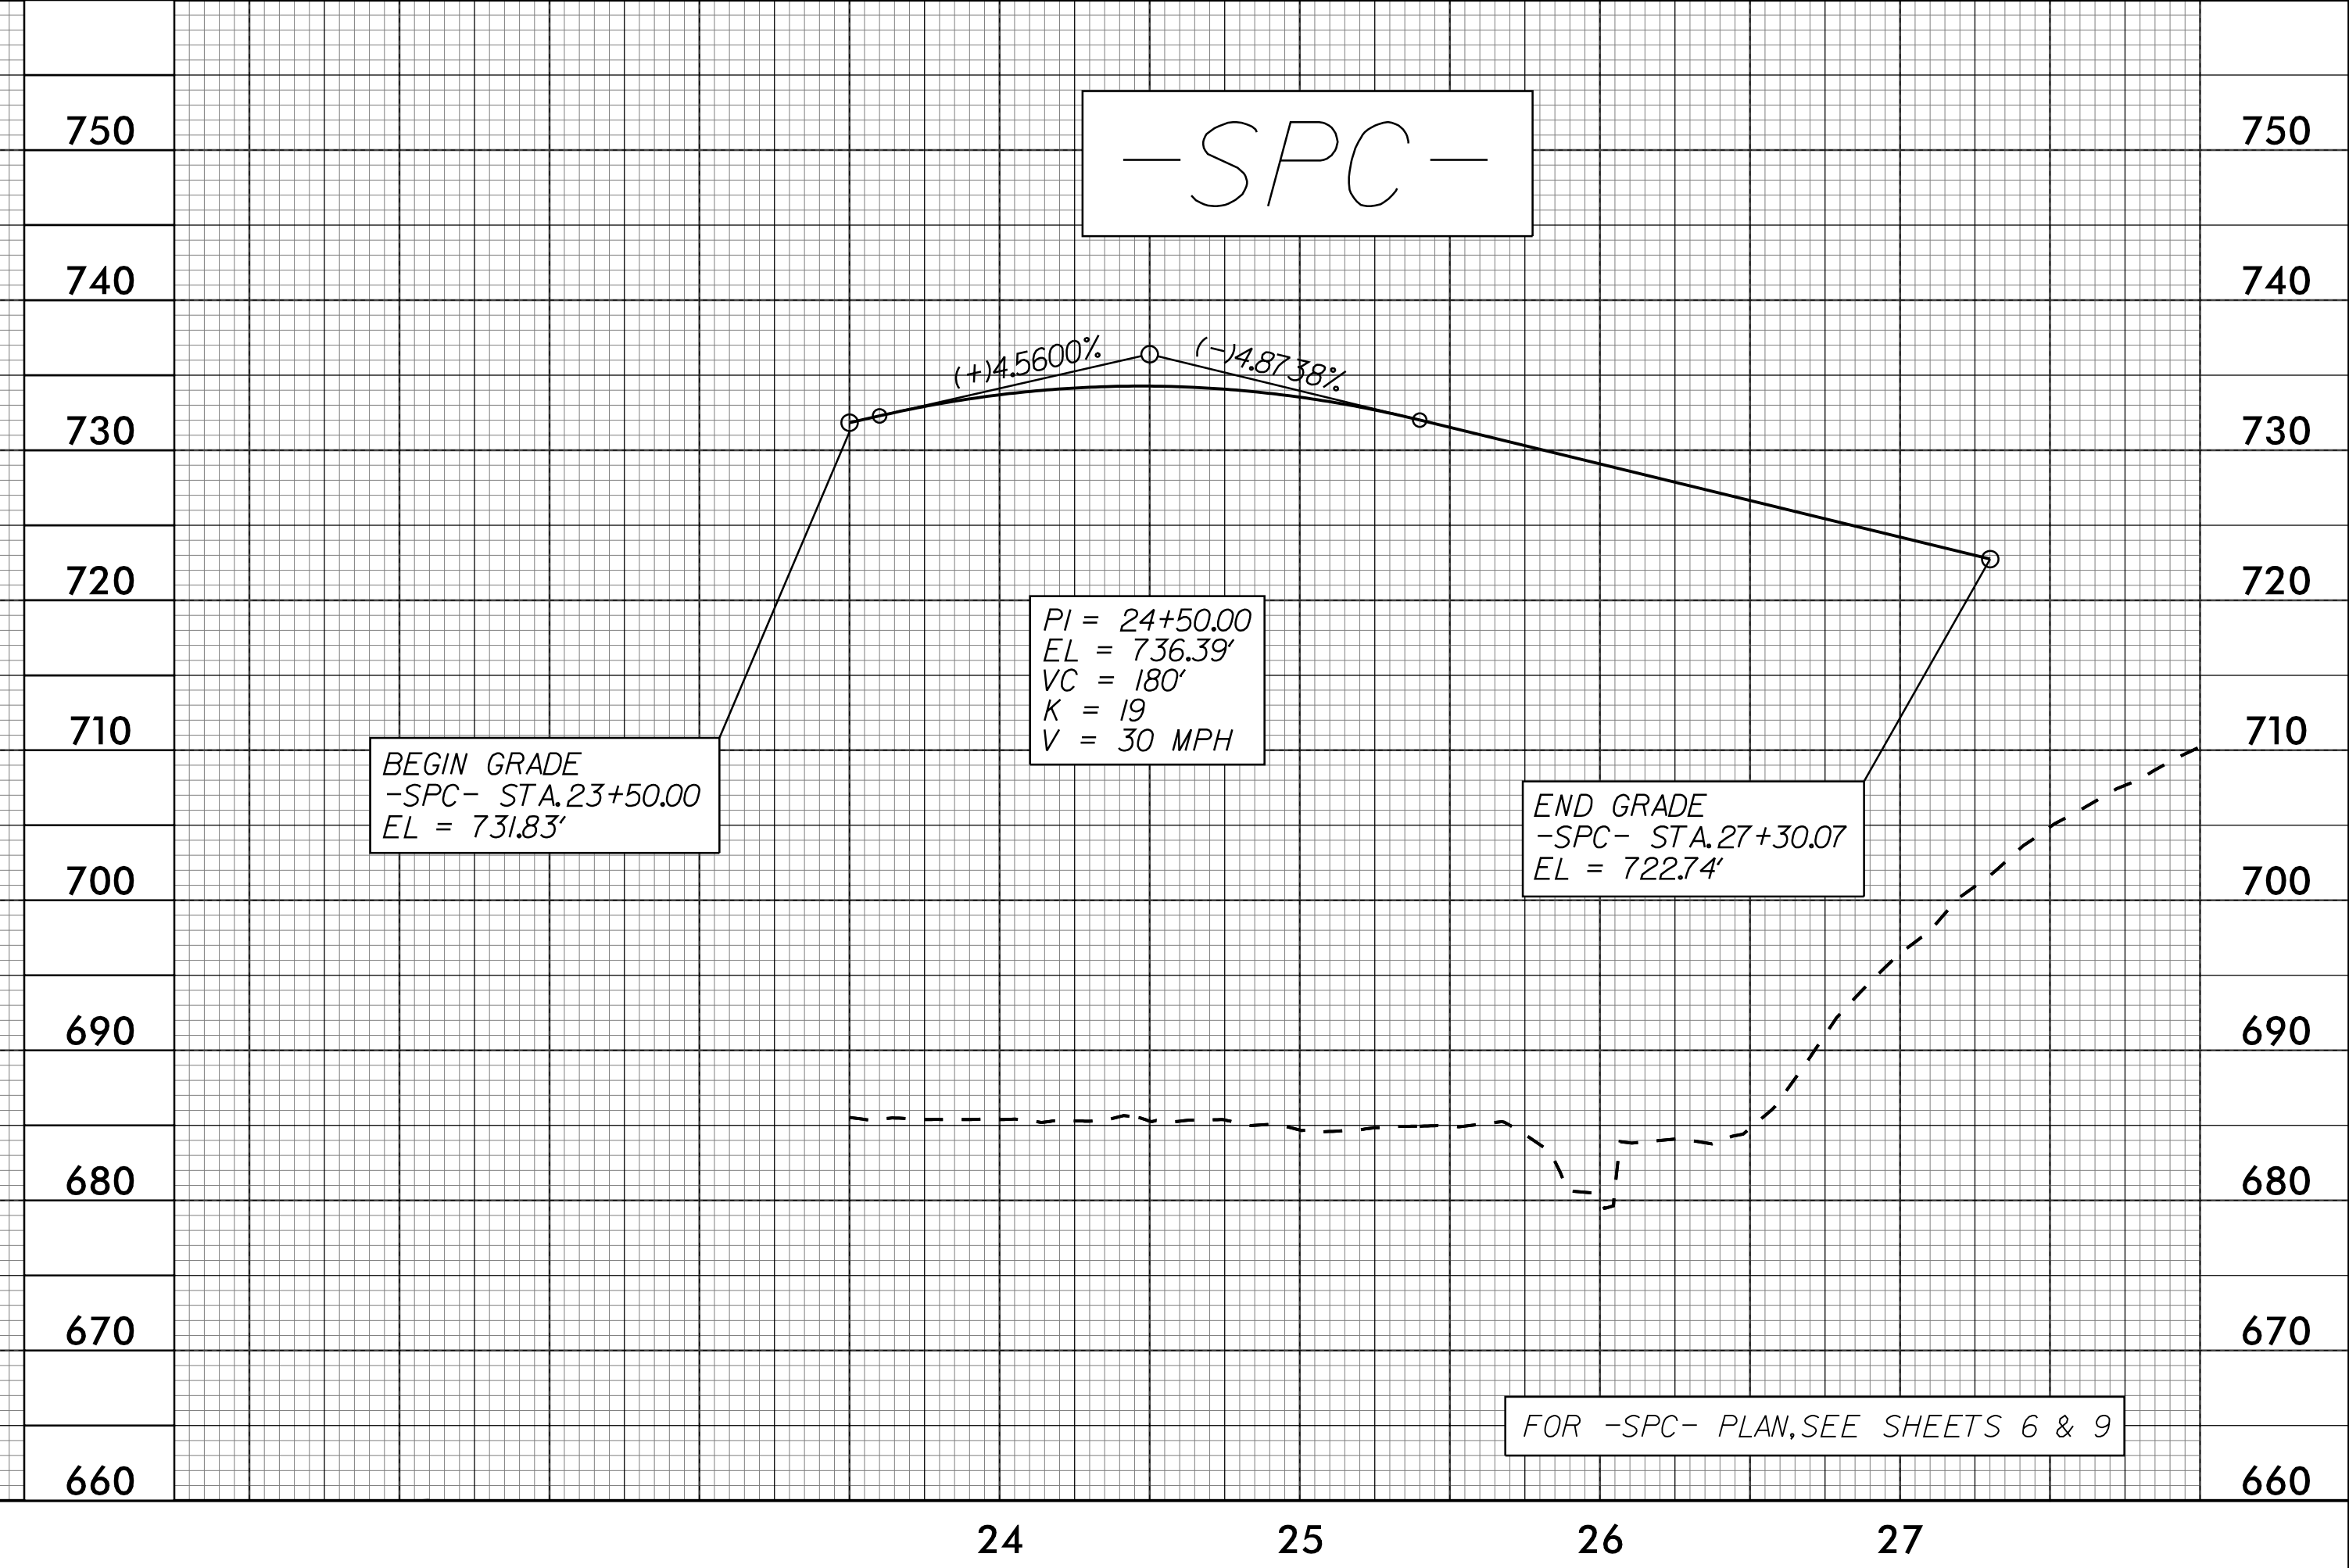 -SPC-
750 750
740 740
(+)4.5600% (-)4.8738%
730 730
720 720
PI = 24+50.00
EL = 736.39'
VC = 180'
K = 19
V = 30 MPH
710 710
BEGIN GRADE
-SPC- STA.23+50.00
EL = 731.83'
END GRADE
-SPC- STA.27+30.07
EL = 722.74'
700 700
690 690
680 680
670 670
FOR -SPC- PLAN,SEE SHEETS 6 & 9
660 660
24 25 26 27